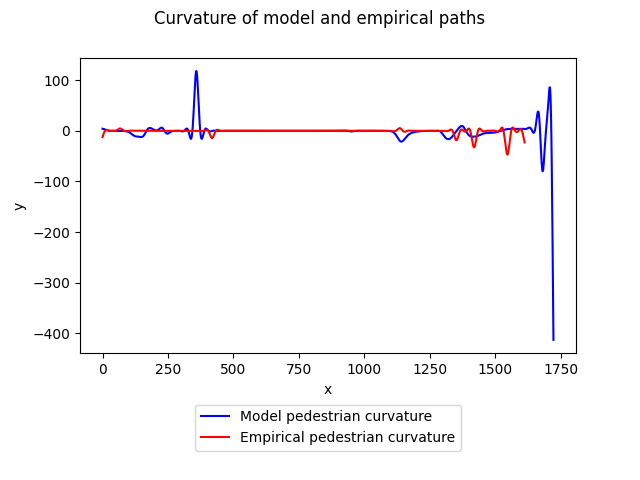 Curvature of model and empirical paths
100
0
−100
−200
−300
−400
y
0 250 500 750 1000 1250 1500 1750
x
Model pedestrian curvature
Empirical pedestrian curvature